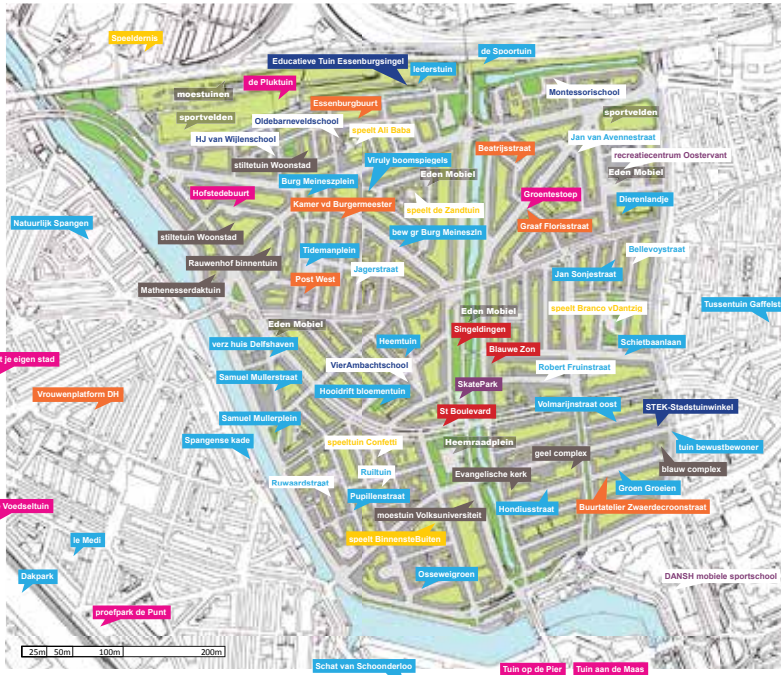 Speeldernis
de Spoortuin
Educatieve Tuin Essenburgsingel
Iederstuin
de Pluktuin
Montessorischool
moestuinen
Essenburgbuurt
sportvelden
sportvelden
Oldebarneveldschool
speelt Ali Baba
HJ van Wijlenschool
Jan van Avennestraat
Beatrijsstraat
recreatiecentrum Oostervant
stiltetuin Woonstad
Viruly boomspiegels
Eden Mobiel
Eden Mobiel
Burg Meineszplein
Hofstedebuurt
Groentestoep
Dierenlandje
Kamer vd Burgermeester
speelt de Zandtuin
Natuurlijk Spangen
Graaf Florisstraat
bew gr Burg Meineszln
stiltetuin Woonstad
Tidemanplein
Bellevoystraat
Rauwenhof binnentuin
Jagerstraat
Jan Sonjestraat
Post West
Mathenesserdaktuin
Tussentuin Gaffelst
Eden Mobiel
speelt Branco vDantzig
Eden Mobiel
Singeldingen
verz huis Delfshaven
Heemtuin
Schietbaanlaan
Blauwe Zon
t je eigen stad
VierAmbachtschool
Robert Fruinstraat
Samuel Mullerstraat
SkatePark
Hooidrift bloementuin
Vrouwenplatform DH
Volmarijnstraat oost
STEK-Stadstuinwinkel
St Boulevard
Samuel Mullerplein
Spangense kade
speeltuin Confetti
Heemraadplein
tuin bewustbewoner
geel complex
blauw complex
Ruiltuin
Evangelische kerk
Ruwaardstraat
Groen Groeien
Pupillenstraat
Voedseltuin
Hondiusstraat
Buurtatelier Zwaerdecroonstraat
moestuin Volksuniversiteit
le Medi
speelt BinnensteBuiten
Dakpark
Osseweigroen
DANSH mobiele sportschool
proefpark de Punt
25m 50m 100m 200m
Schat van Schoonderloo
Tuin op de Pier
Tuin aan de Maas